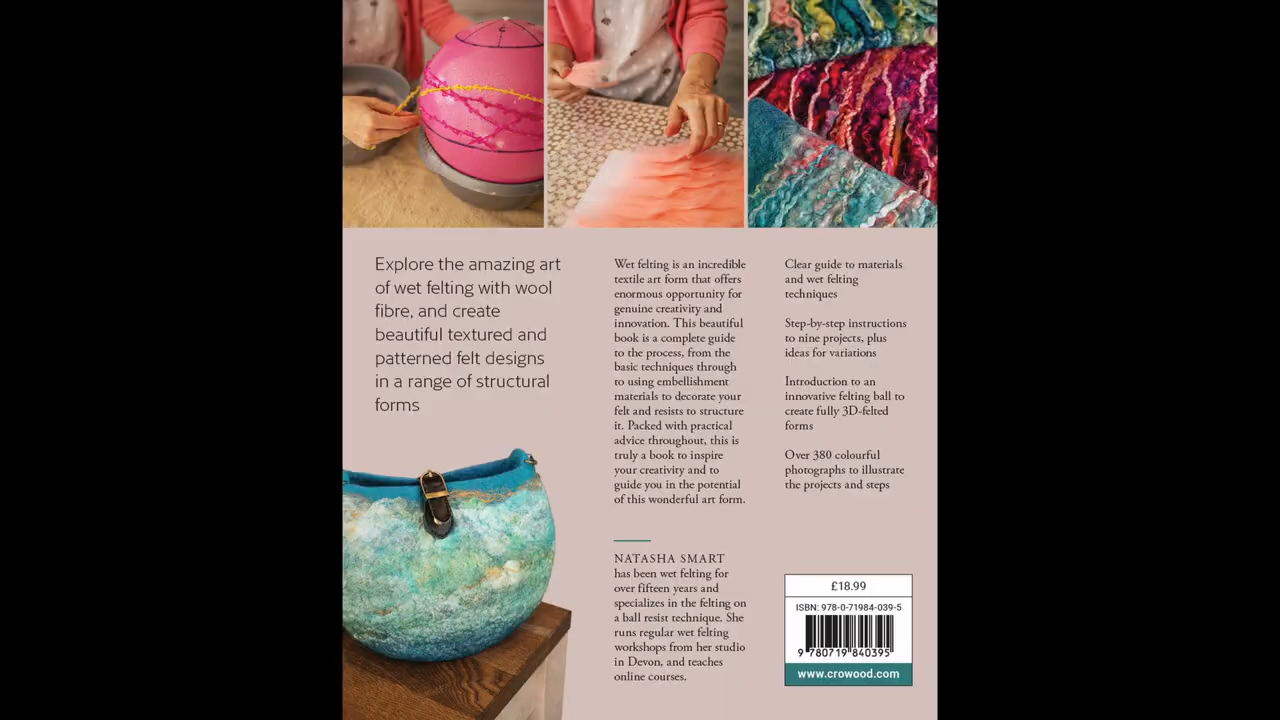 Explore the amazing art
of wet felting with wool
fibre, and create
beautiful textured and
patterned felt designs
in a range of structural
forms
Wet felting is an incredible
textile art form that offers
enormous opportunity for
genuine creativity and
innovation. This beautiful
book is a complete guide
to the process, from the
basic techniques through
to using embellishment
materials to decorate your
felt and resists to structure
it. Packed with practical
advice throughout, this is
truly a book to inspire
your creativity and to
guide you in the potential
of this wonderful art form.
NATASHA SMART
has been wet felting for
over fifteen years and
specializes in the felting on
a ball resist technique. She
runs regular wet felting
workshops from her studio
in Devon, and teaches
online courses.
Clear guide to materials
and wet felting
techniques
Step-by-step instructions
to nine projects, plus
ideas for variations
Introduction to an
innovative felting ball to
create fully 3D-felted
forms
Over 380 colourful
photographs to illustrate
the projects and steps
£18.99
ISBN: 978-0-71984-039-5
9 780719 840395
www.crowood.com